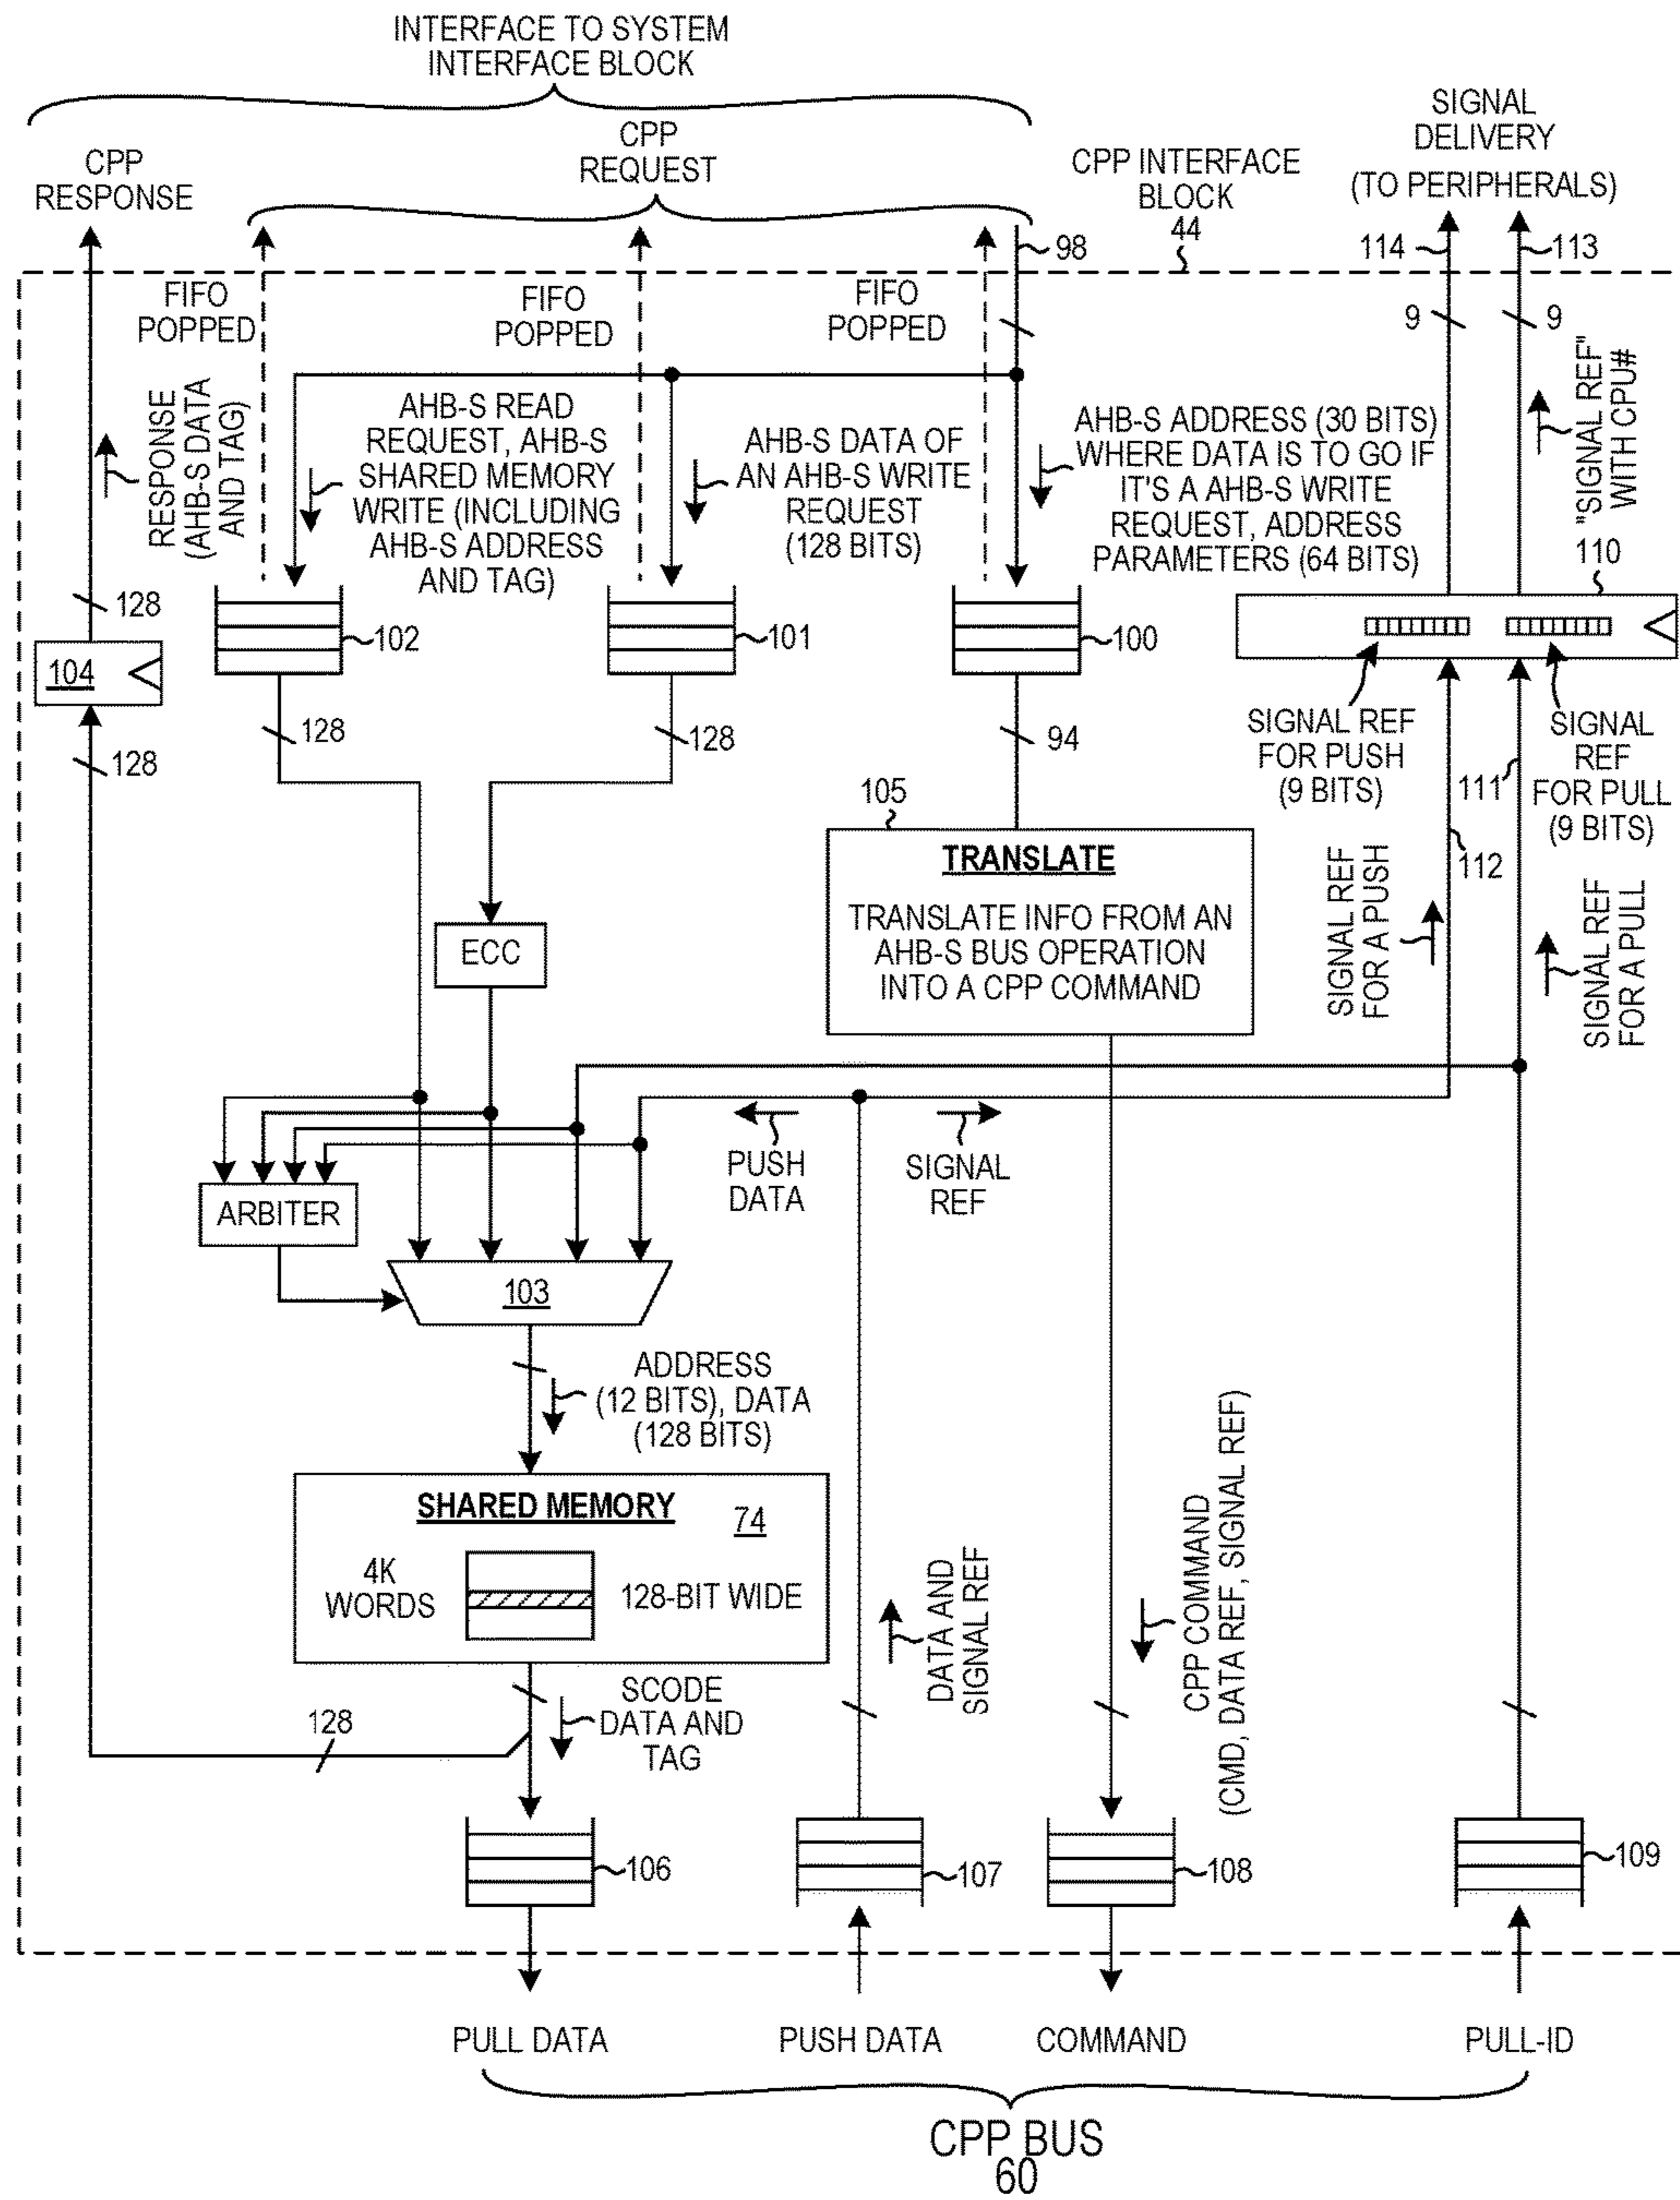 INTERFACE TO SYSTEM
INTERFACE BLOCK
CPP
RESPONSE
CPP
REQUEST
CPP INTERFACE
BLOCK
44
SIGNAL
DELIVERY
(TO PERIPHERALS)
98
114
113
FIFO
POPPED
FIFO
POPPED
FIFO
POPPED
9
9
"SIGNAL REF"
WITH CPU#
RESPONSE
(AHB-S DATA
AND TAG)
AHB-S READ
REQUEST, AHB-S
SHARED MEMORY
WRITE (INCLUDING
AHB-S ADDRESS
AND TAG)
AHB-S DATA OF
AN AHB-S WRITE
REQUEST
(128 BITS)
AHB-S ADDRESS (30 BITS)
WHERE DATA IS TO GO IF
IT'S A AHB-S WRITE
REQUEST, ADDRESS
PARAMETERS (64 BITS)
110
128
102
101
100
104
128
128
128
94
SIGNAL REF
FOR PUSH
(9 BITS)
SIGNAL
REF
FOR PULL
(9 BITS)
111
112
105
TRANSLATE
TRANSLATE INFO FROM AN
AHB-S BUS OPERATION
INTO A CPP COMMAND
SIGNAL REF
FOR A PUSH
SIGNAL REF
FOR A PULL
ECC
PUSH
DATA
SIGNAL
REF
ARBITER
103
ADDRESS
(12 BITS), DATA
(128 BITS)
SHARED MEMORY
74
4K
WORDS
128-BIT WIDE
DATA AND
SIGNAL REF
CPP COMMAND
(CMD, DATA REF, SIGNAL REF)
SCODE
DATA AND
TAG
128
106
107
108
109
PULL DATA
PUSH DATA
COMMAND
PULL-ID
CPP BUS
60